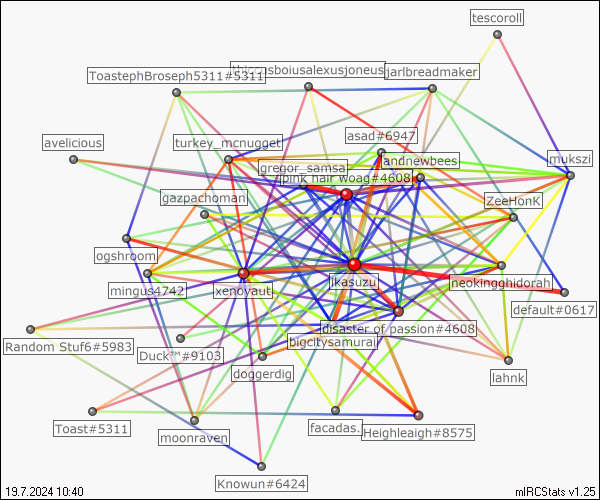 tescoroll
thiccusboiusalexusjoneus
ToastephBroseph5311#5311
jarlbreadmaker
asad#6947
avelicious
turkey_mcnugget
andnewbees
mukszi
gregor_samsa
pink hair woag#4608
gazpachoman
ZeeHonK
ogshroom
mingus4742
xenoyaut
ikasuzu
neokingghidorah
default#0617
disaster of passion#4608
bigcitysamurai
Random Stuf6#5983
Duck™#9103
doggerdig
lahnk
Toast#5311
moonraven
facadas.
Heighleaigh#8575
Knowun#6424
19.7.2024 10:40
mIRCStats v1.25